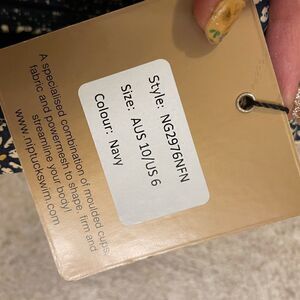 Style: NG2976NFN
Size: AUS 10/US 6
Colour: Navy
A specialised combination of moulded cups,
fabric and powermesh to shape, firm and
streamline your body!
www.niptuckswim.com